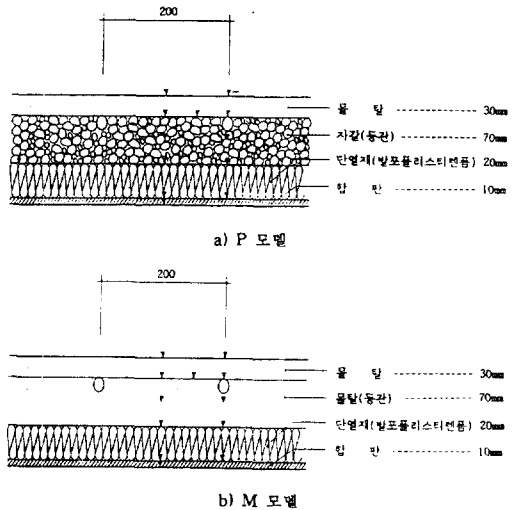 200
몰 탈 ------------ 30mm
자갈(동관) -------- 70mm
단열재(발포폴리스티렌폼) 20mm
합 판 ------------ 10mm
a) P 모델
200
몰 탈 ------------ 30mm
몰탈(동관) -------- 70mm
단열재(발포폴리스티렌폼) 20mm
합 판 ------------ 10mm
b) M 모델